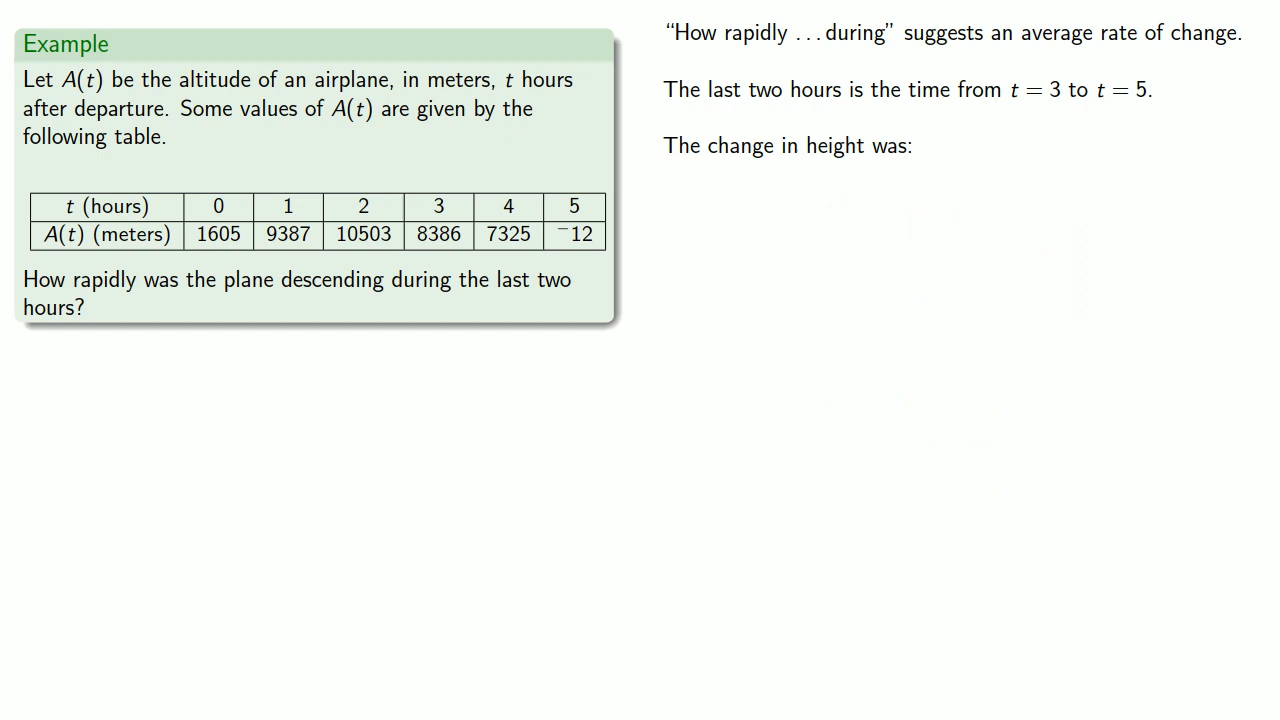 Example
Let A(t) be the altitude of an airplane, in meters, t hours
after departure. Some values of A(t) are given by the
following table.
t (hours) 0 1 2 3 4 5
A(t) (meters) 1605 9387 10503 8386 7325 ⁻12
How rapidly was the plane descending during the last two
hours?
“How rapidly . . . during” suggests an average rate of change.
The last two hours is the time from t = 3 to t = 5.
The change in height was: